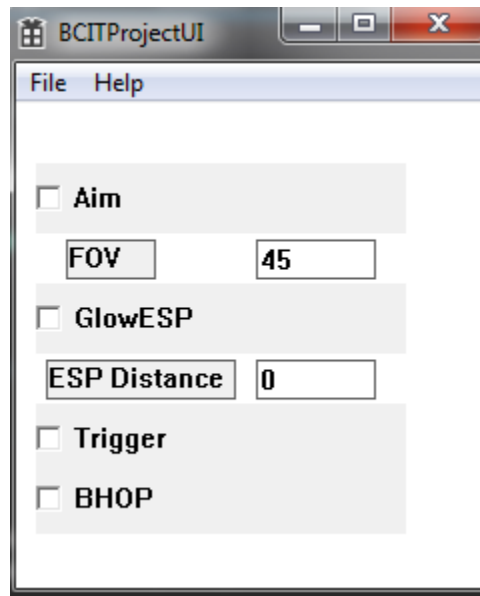 BCITProjectUI
File Help
Aim
FOV 45
GlowESP
ESP Distance 0
Trigger
BHOP